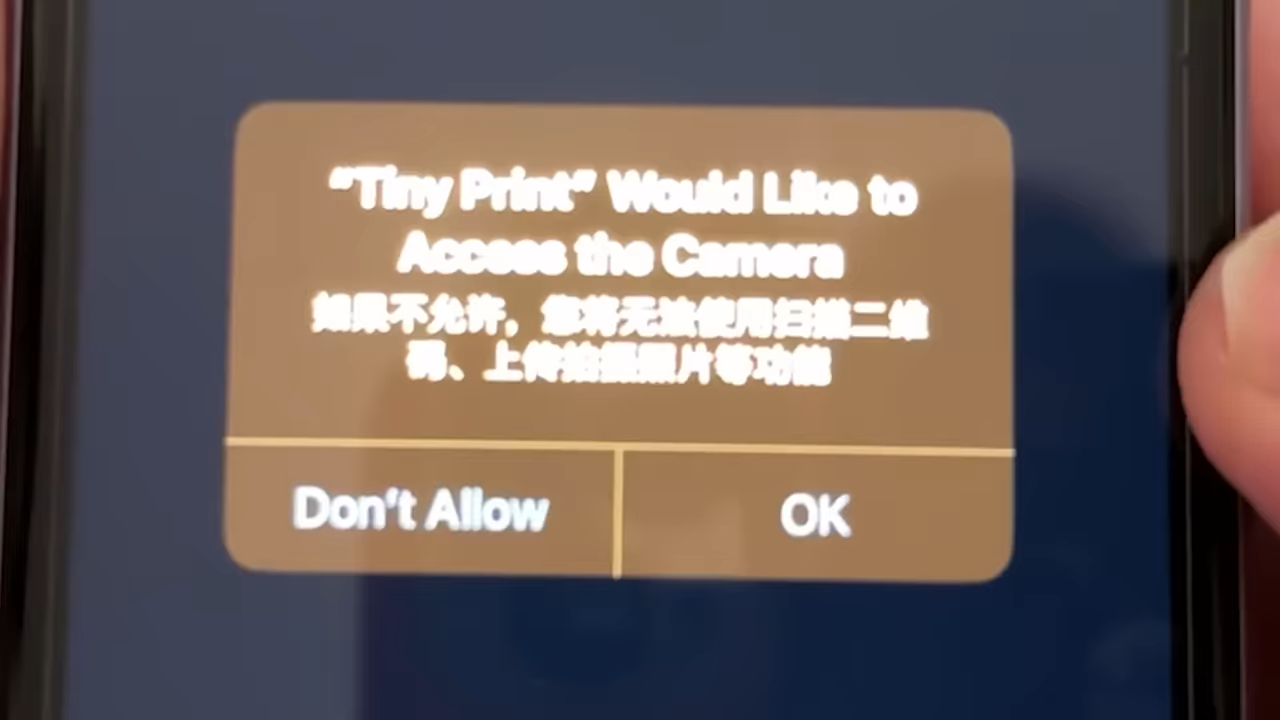 “Tiny Print” Would Like to
Access the Camera
如果不允许，您将无法使用扫描二维
码、上传拍摄照片等功能
Don’t Allow
OK